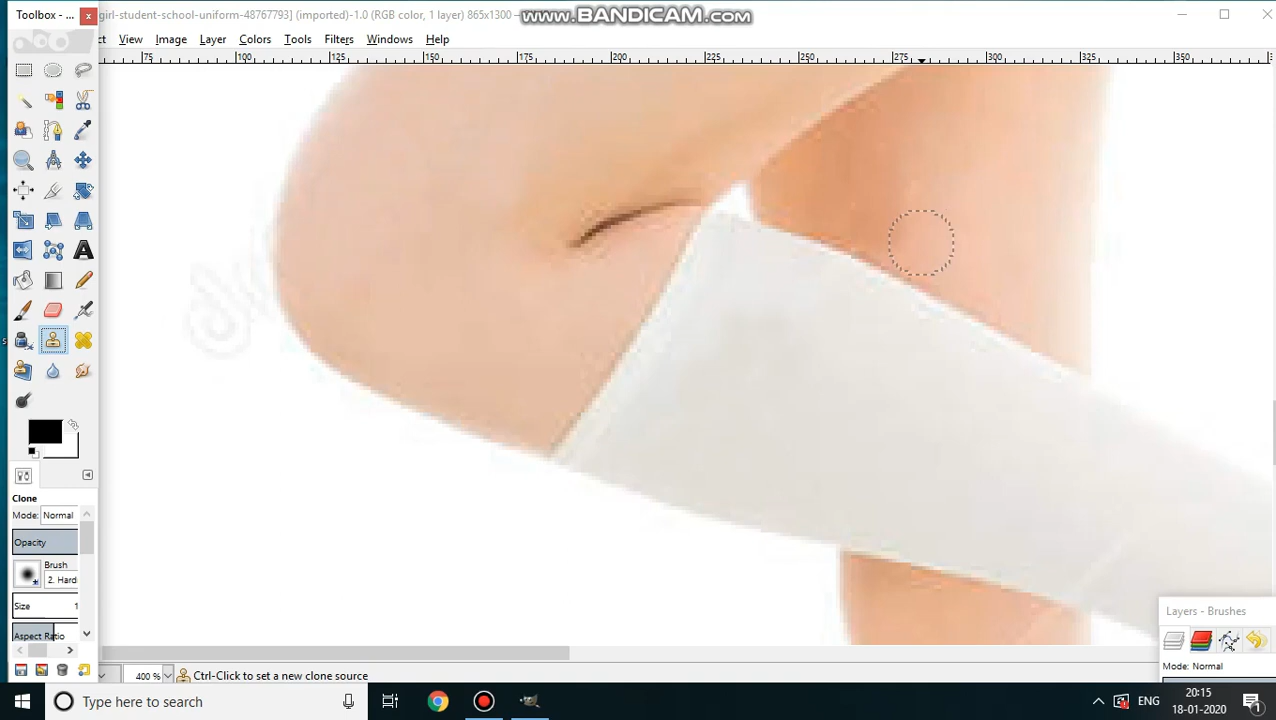 Toolbox - ...
girl-student-school-uniform-48767793] (imported)-1.0 (RGB color, 1 layer) 865x1300 –
www.BANDICAM.com
ct View Image Layer Colors Tools Filters Windows Help
75 100 125 150 175 200 225 250 275 300 325 350
Clone
Mode: Normal
Opacity
Brush
2. Hard
Size 1
Aspect Ratio
400 % Ctrl-Click to set a new clone source
Layers - Brushes
Mode: Normal
Type here to search
ENG
20:15
18-01-2020
1